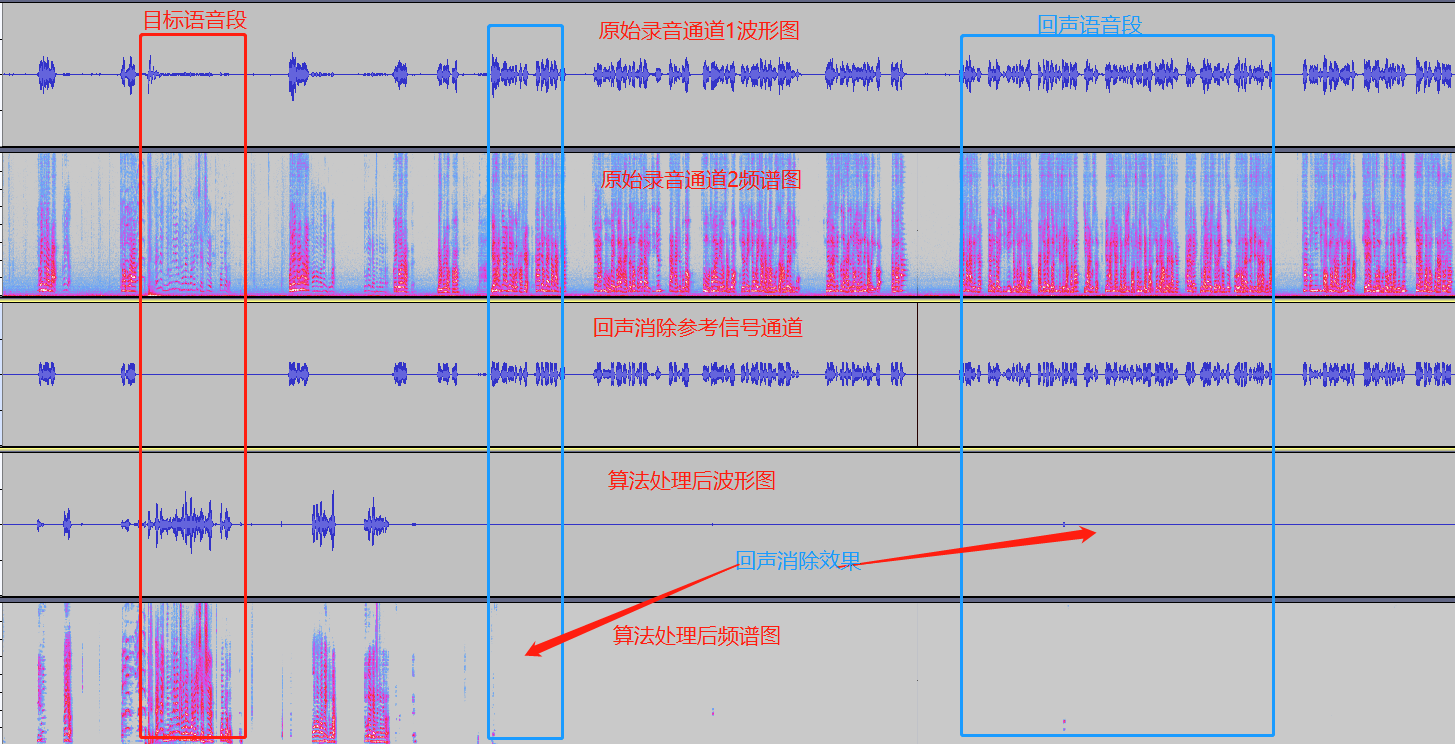 目标语音段
原始录音通道1波形图
回声语音段
原始录音通道2频谱图
回声消除参考信号通道
算法处理后波形图
回声消除效果
算法处理后频谱图